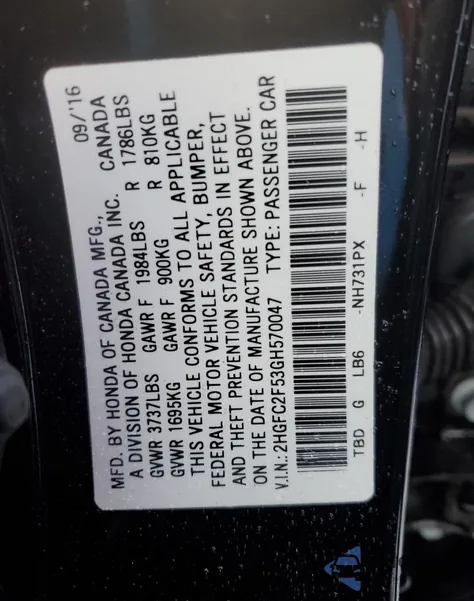 MFD. BY HONDA OF CANADA MFG., 09/'16
A DIVISION OF HONDA CANADA INC. CANADA
GVWR 3737LBS GAWR F 1984LBS R 1786LBS
GVWR 1695KG GAWR F 900KG R 810KG
THIS VEHICLE CONFORMS TO ALL APPLICABLE
FEDERAL MOTOR VEHICLE SAFETY, BUMPER,
AND THEFT PREVENTION STANDARDS IN EFFECT
ON THE DATE OF MANUFACTURE SHOWN ABOVE.
V.I.N.: 2HGFC2F53GH570047 TYPE: PASSENGER CAR
TBD G LB6 -NH731PX -F -H